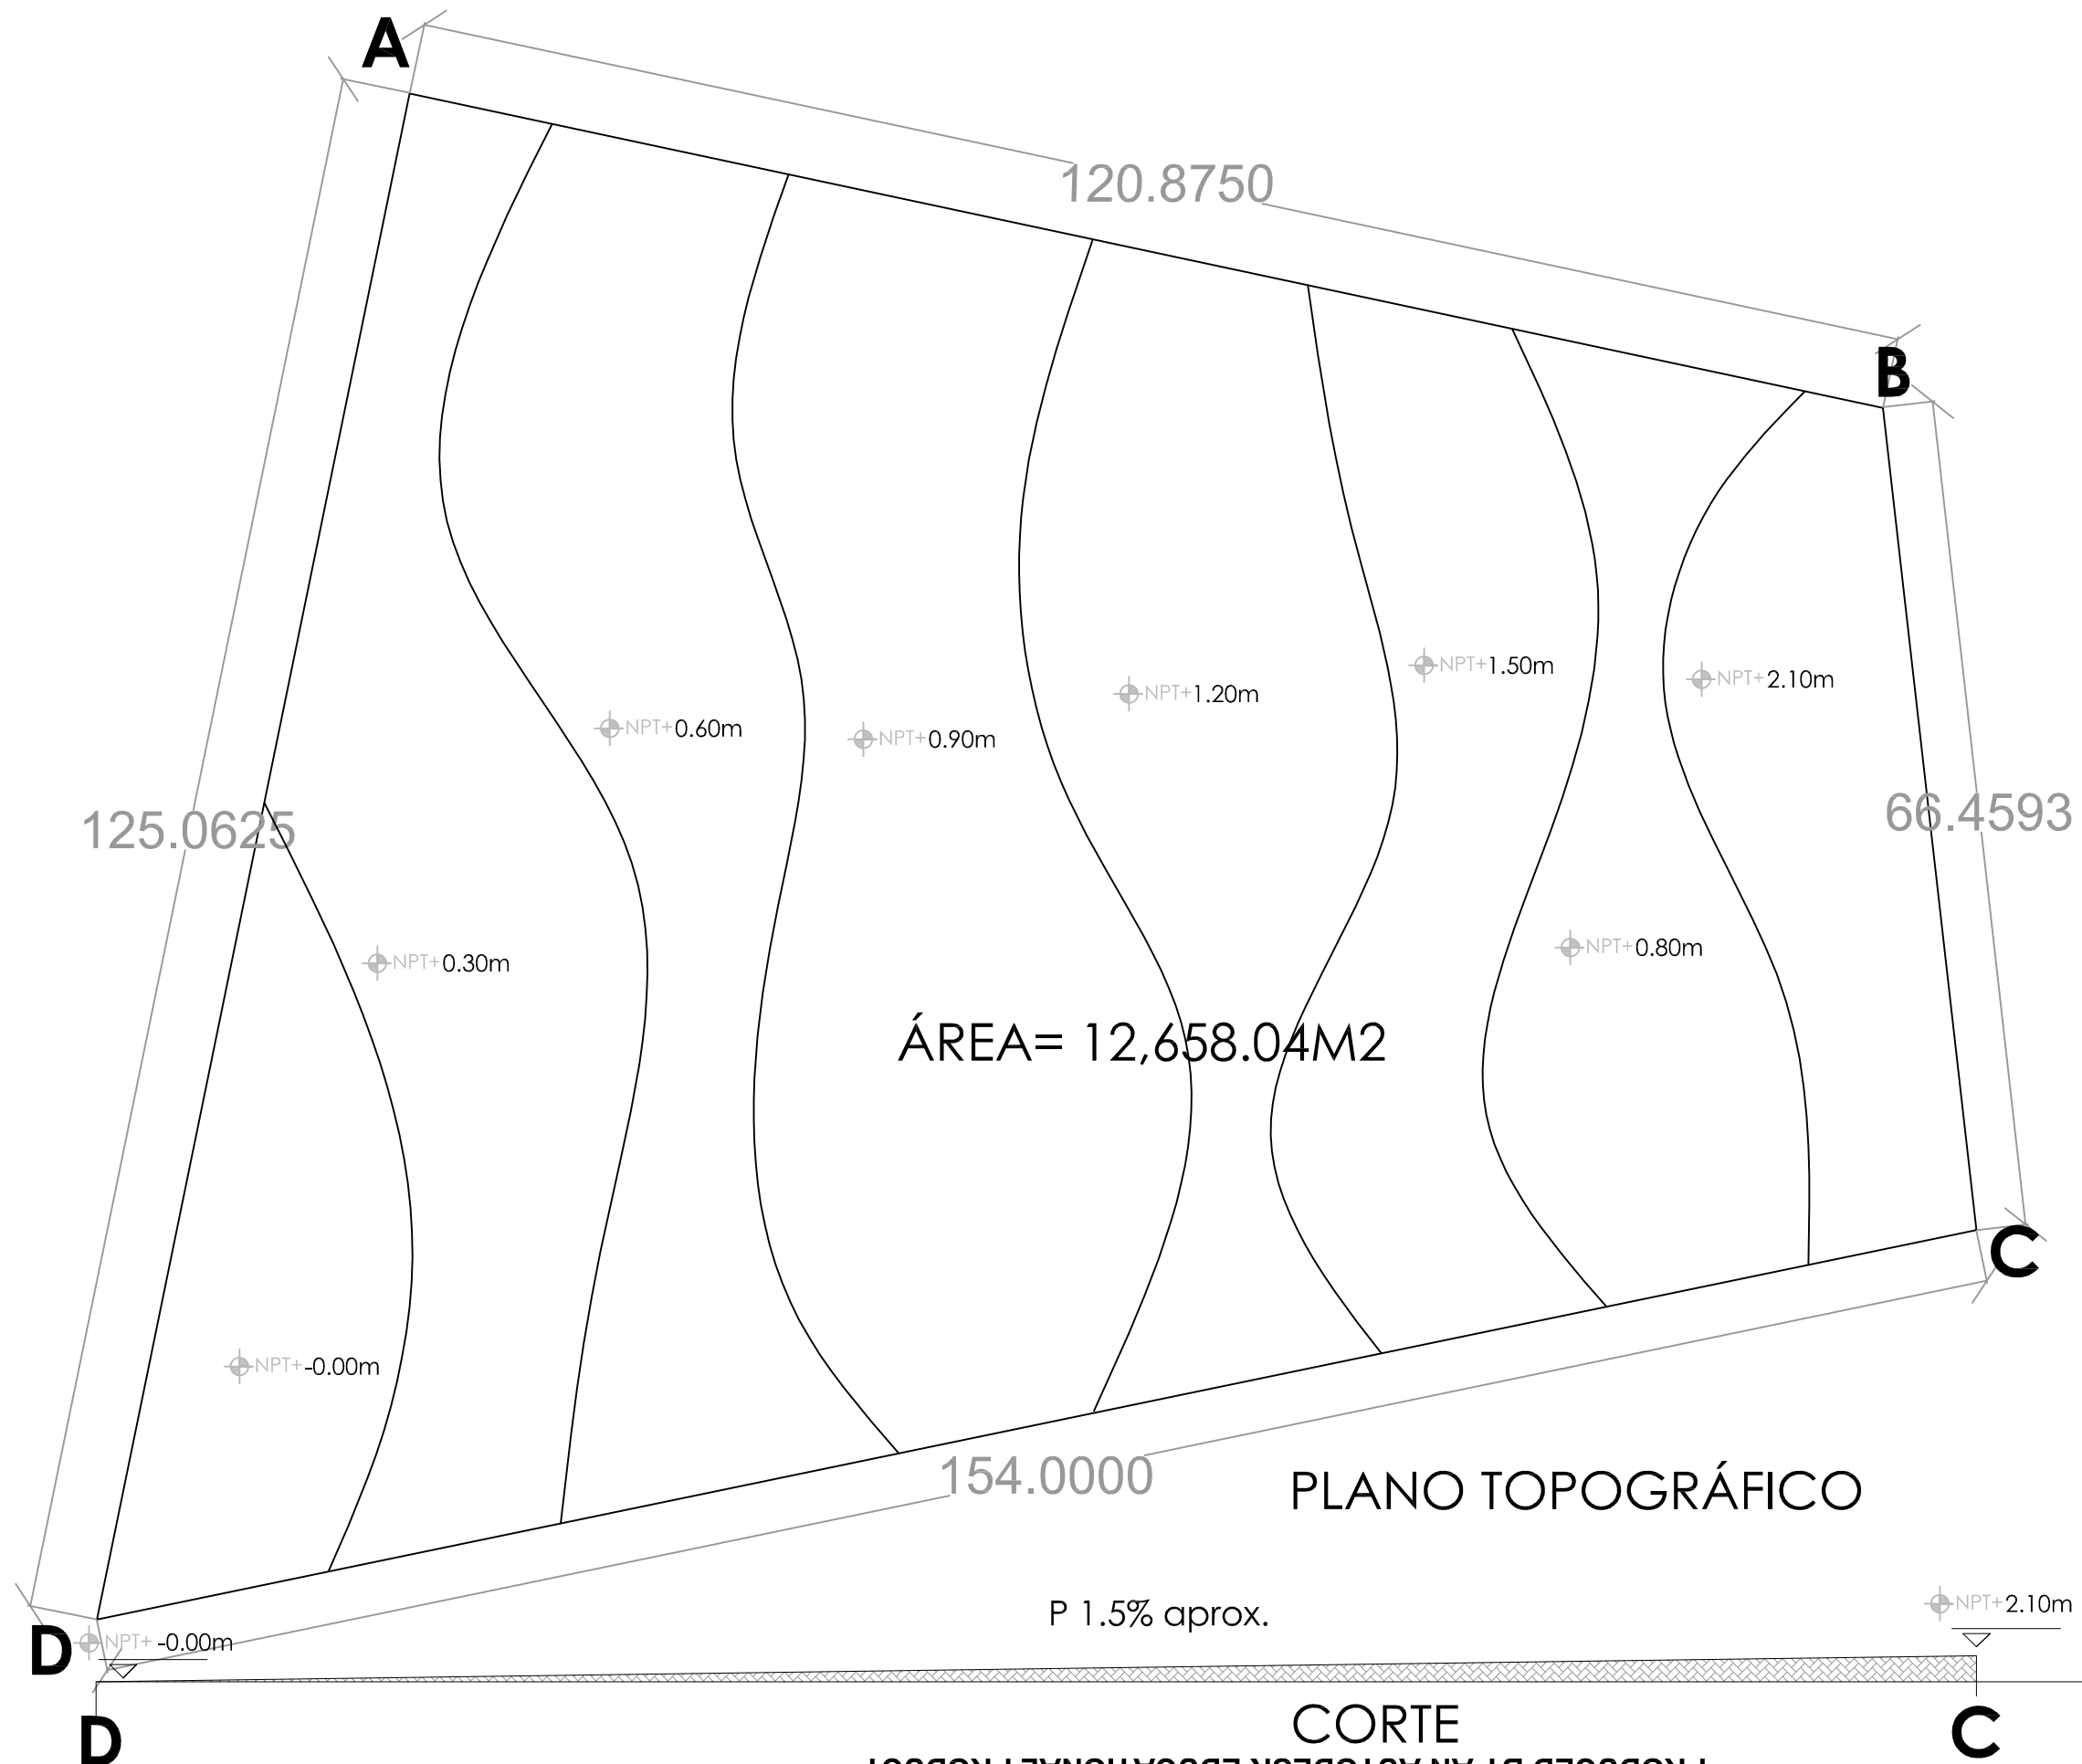 A
120.8750
B
NPT+1.50m
NPT+2.10m
NPT+1.20m
NPT+0.60m
NPT+0.90m
125.0625
66.4593
NPT+0.80m
NPT+0.30m
ÁREA= 12,658.04M2
C
NPT+-0.00m
154.0000
PLANO TOPOGRÁFICO
P 1.5% aprox.
NPT+2.10m
D
NPT+ -0.00m
CORTE
D
C